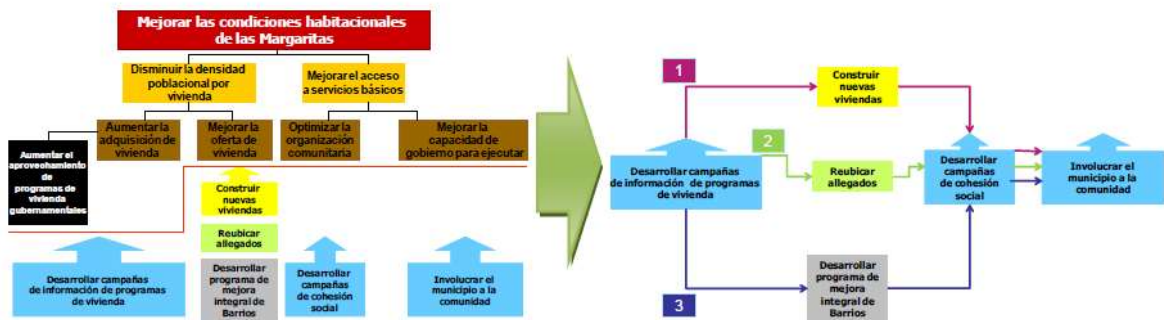 Mejorar las condiciones habitacionales
de las Margaritas
Disminuir la densidad
poblacional por
vivienda
Mejorar el acceso
a servicios básicos
Aumentar la
adquisición de
vivienda
Mejorar la
oferta de
vivienda
Optimizar la
organización
comunitaria
Mejorar la
capacidad de
gobierno para ejecutar
Aumentar el
aprovechamiento
de
programas de
vivienda
gubernamentales
Construir
nuevas
viviendas
Reubicar
allegados
Desarrollar campañas
de información de programas
de vivienda
Desarrollar
programa de
mejora
integral de
Barrios
Desarrollar
campañas
de cohesión
social
Involucrar el
municipio a la
comunidad
1
Construir
nuevas
viviendas
2
Desarrollar campañas
de información de programas
de vivienda
Reubicar
allegados
Desarrollar
campañas
de cohesión
social
Involucrar el
municipio a la
comunidad
3
Desarrollar
programa de
mejora
integral de
Barrios